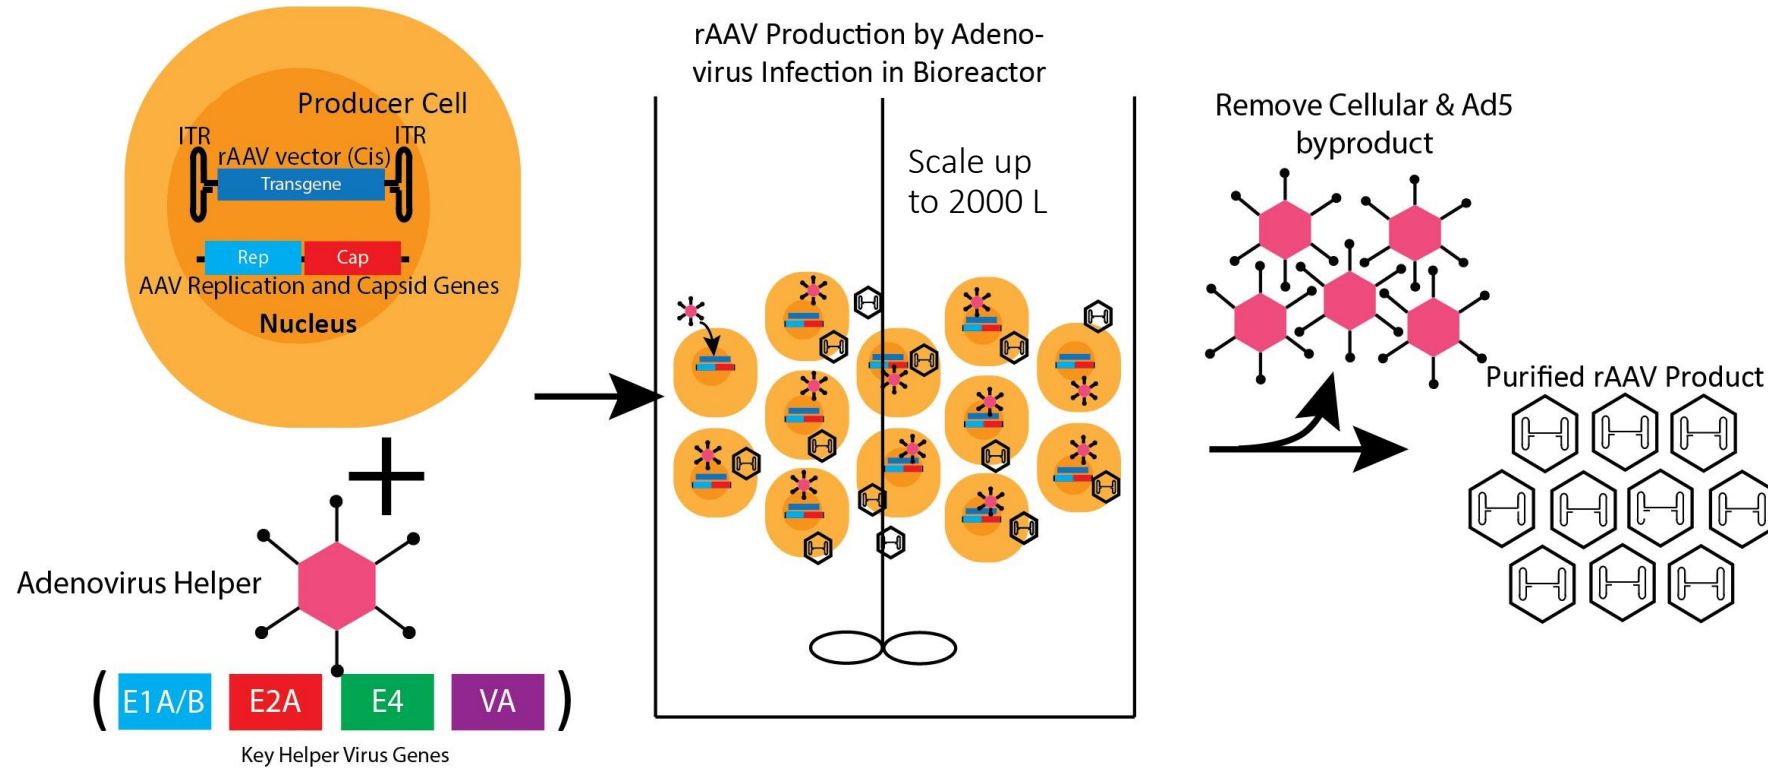 Producer Cell
ITR
ITR
rAAV vector (Cis)
Transgene
Rep
Cap
AAV Replication and Capsid Genes
Nucleus
Adenovirus Helper
( E1A/B E2A E4 VA )
Key Helper Virus Genes
rAAV Production by Adeno-
virus Infection in Bioreactor
Scale up
to 2000 L
Remove Cellular & Ad5
byproduct
Purified rAAV Product